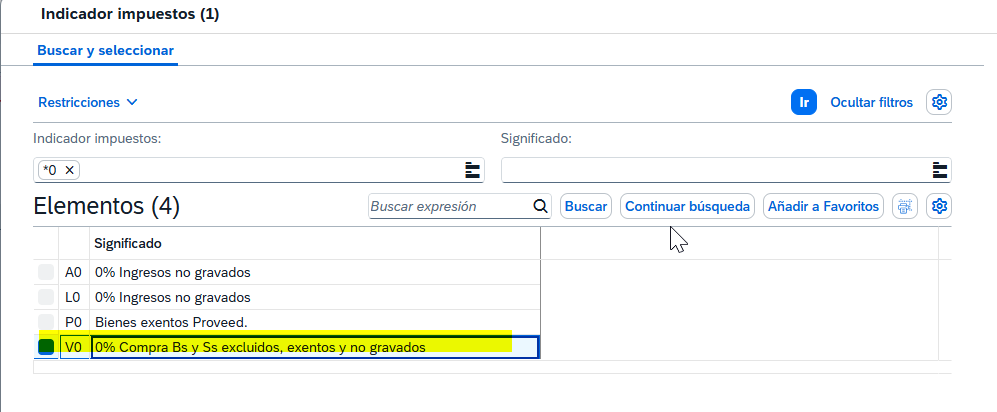 Indicador impuestos (1)
Buscar y seleccionar
Restricciones
Ir Ocultar filtros
Indicador impuestos: Significado:
*0
Elementos (4) Buscar expresión Buscar Continuar búsqueda Añadir a Favoritos
Significado
A0 0% Ingresos no gravados
L0 0% Ingresos no gravados
P0 Bienes exentos Proveed.
V0 0% Compra Bs y Ss excluidos, exentos y no gravados